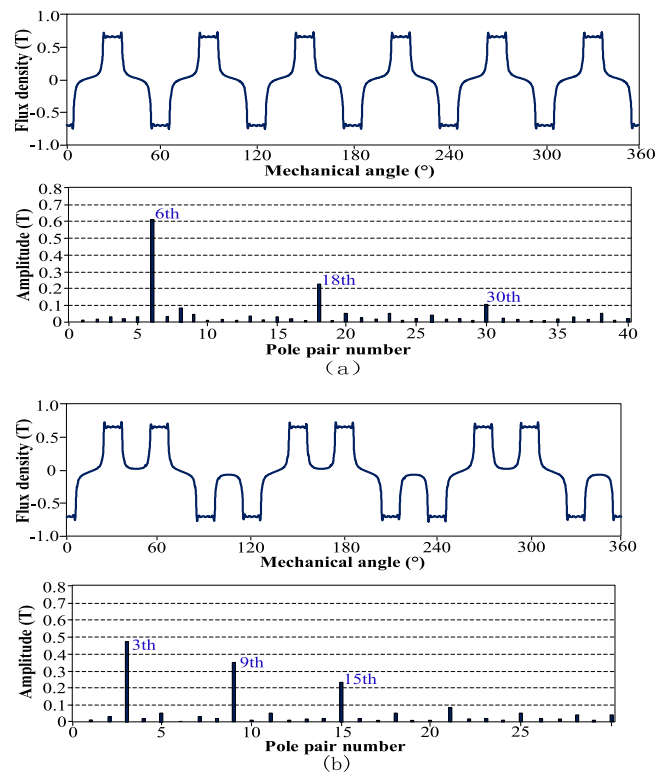 Flux density (T)
1.0
0.5
0
-0.5
-1.0
0 60 120 180 240 300 360
Mechanical angle (°)
Amplitude (T)
0.8
0.7
0.6
0.5
0.4
0.3
0.2
0.1
0
6th
18th
30th
0 5 10 15 20 25 30 35 40
Pole pair number
(a)
Flux density (T)
1.0
0.5
0
-0.5
-1.0
0 60 120 180 240 300 360
Mechanical angle (°)
Amplitude (T)
0.8
0.7
0.6
0.5
0.4
0.3
0.2
0.1
0
3th
9th
15th
0 5 10 15 20 25
Pole pair number
(b)